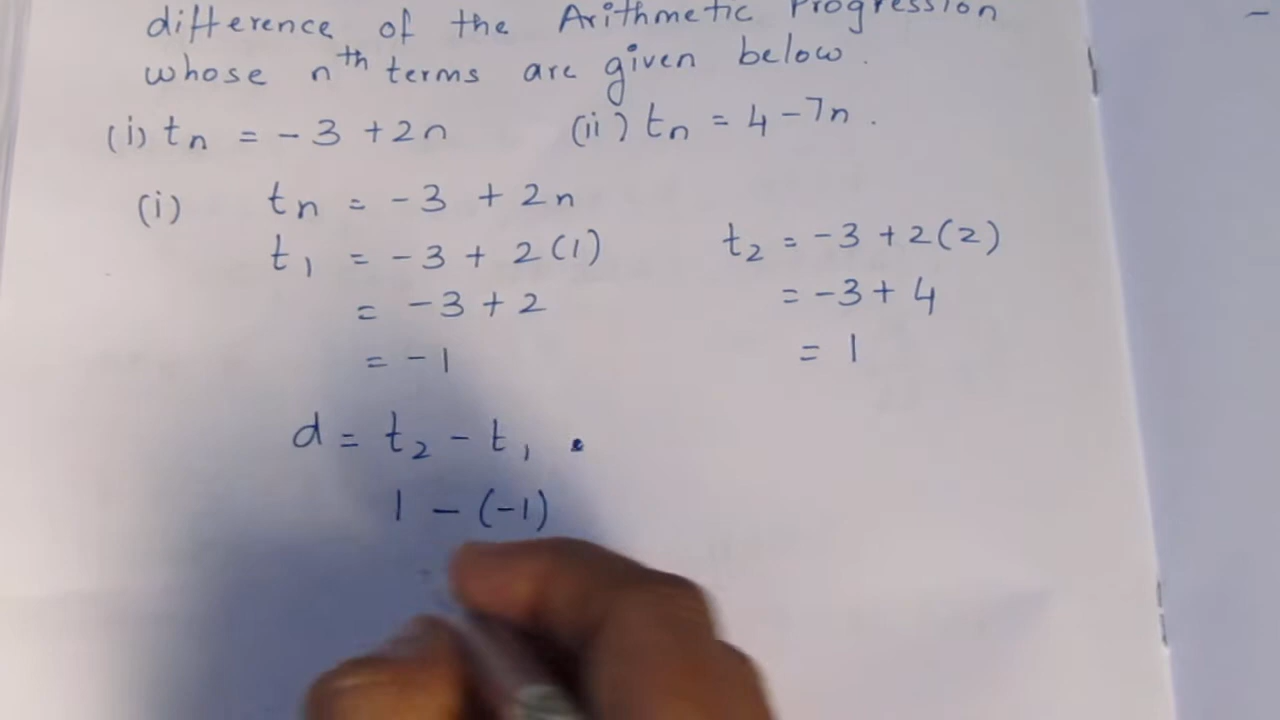 difference of the Arithmetic Progression
whose nth terms are given below.
(i) tn = -3 + 2n (ii) tn = 4 - 7n.
(i) tn = -3 + 2n
t1 = -3 + 2(1) t2 = -3 + 2(2)
= -3 + 2 = -3 + 4
= -1 = 1
d = t2 - t1
1 - (-1)